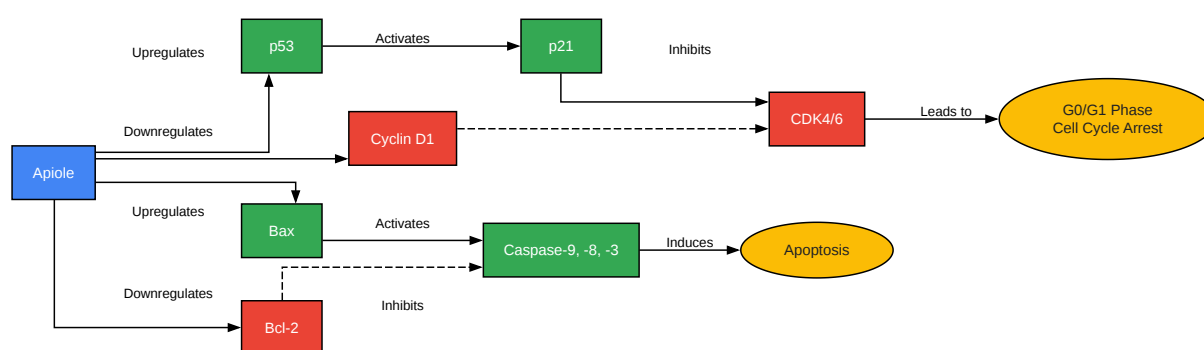 Upregulates
p53
Activates
p21
Inhibits
Downregulates
Cyclin D1
CDK4/6
Leads to
G0/G1 Phase
Cell Cycle Arrest
Apiole
Upregulates
Bax
Activates
Caspase-9, -8, -3
Induces
Apoptosis
Downregulates
Bcl-2
Inhibits